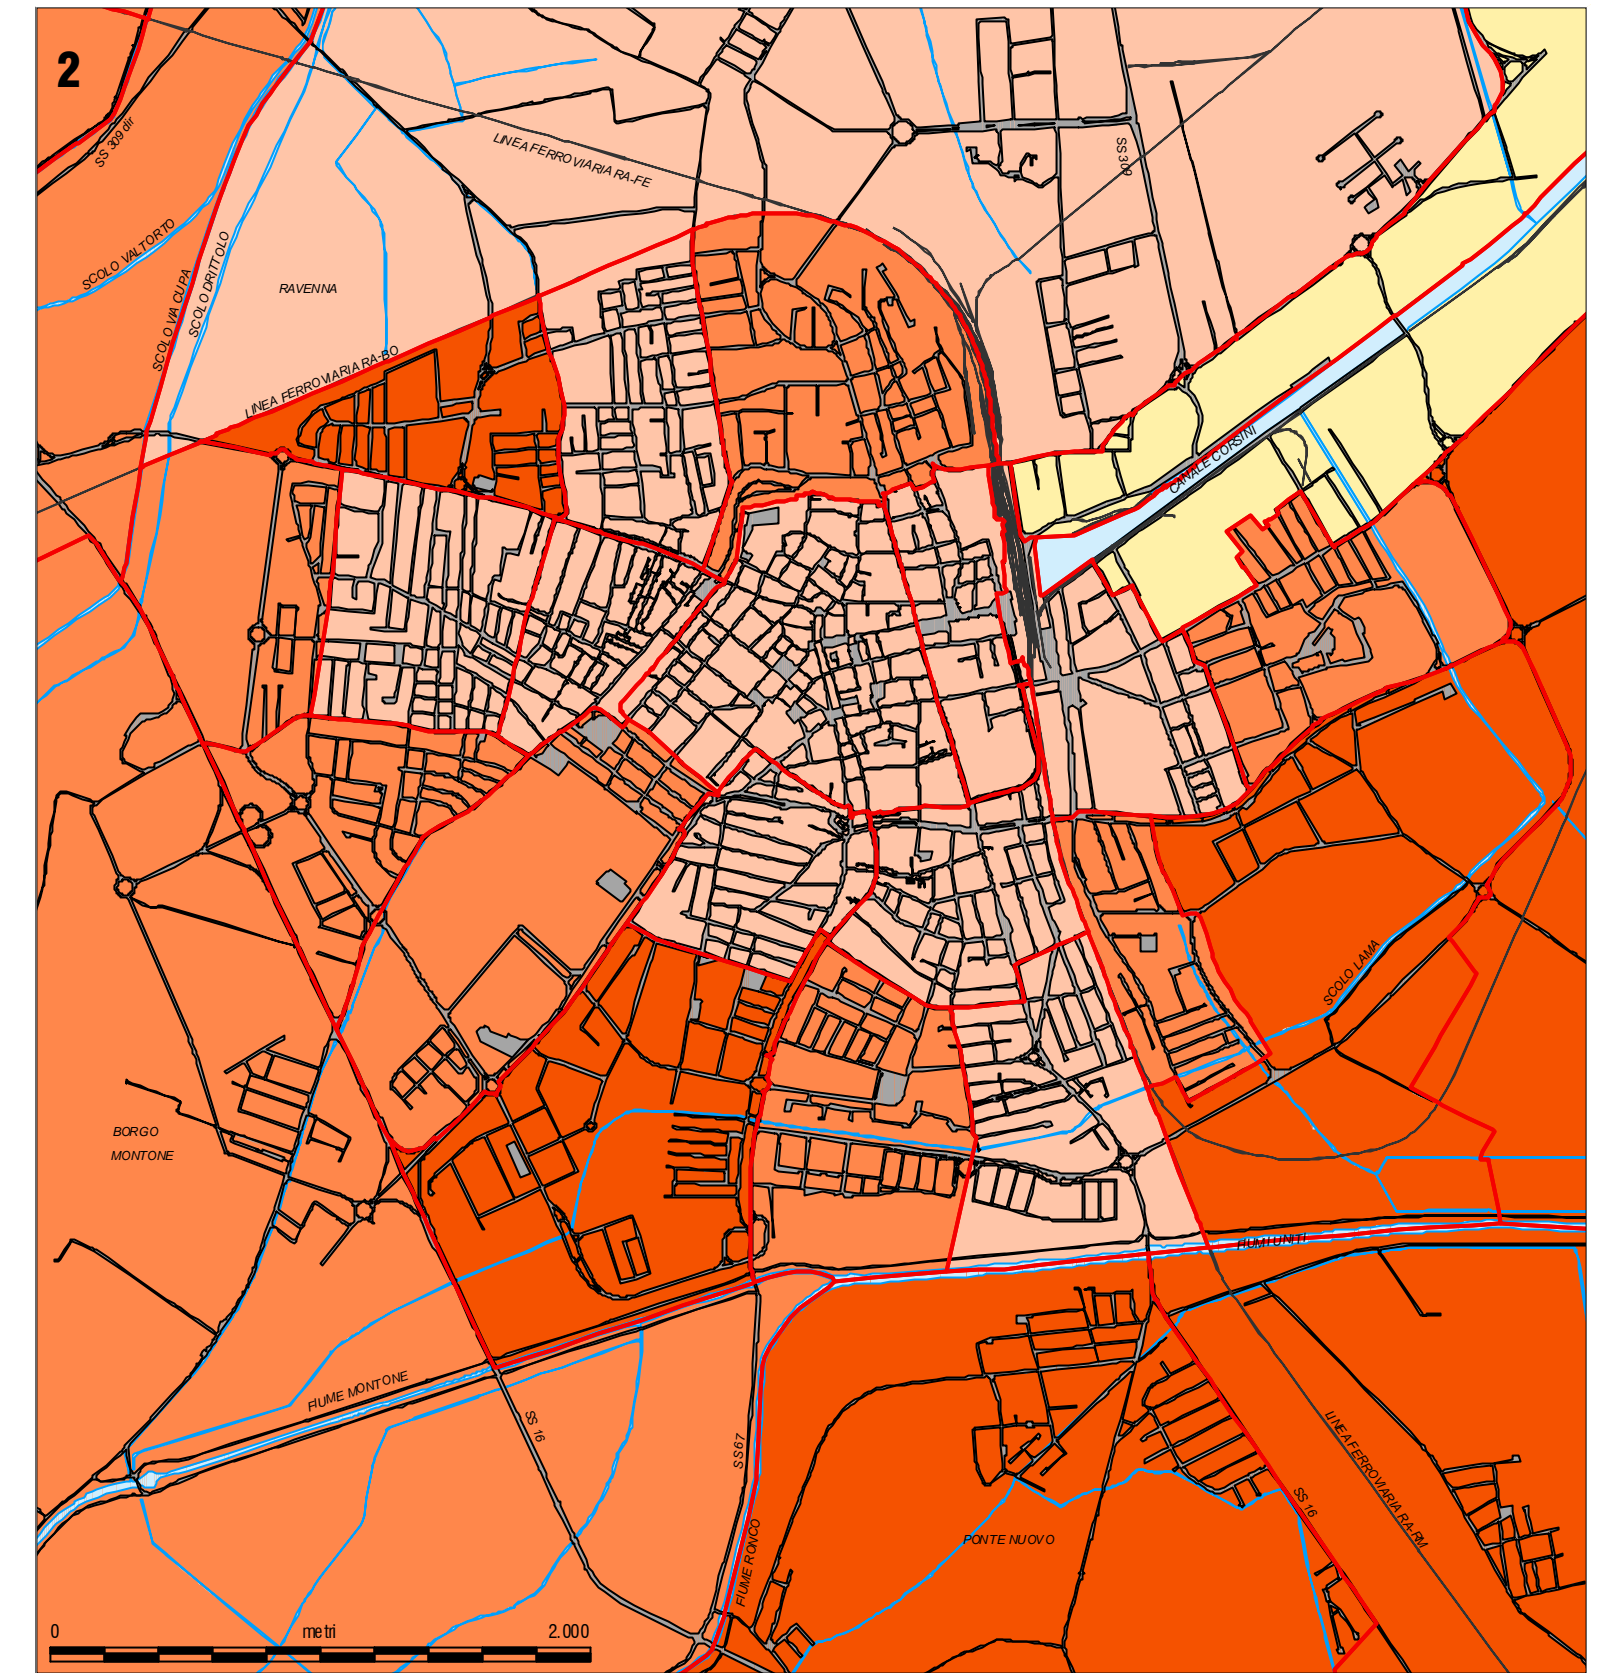 2
SS 309 dir
LINEA FERROVIARIA RA-FE
SS 309
SCOLO VALTORTO
SCOLO VIA CUPA
SCOLO DRITTOLO
RAVENNA
LINEA FERROVIARIA RA-BO
CANALE CORSINI
SCOLO LAMA
BORGO
MONTONE
FIUMI UNITI
FIUME MONTONE
SS 16
SS67
LINEA FERROVIARIA RA-RM
SS 16
PONTE NUOVO
FIUME RONCO
0 metri 2.000